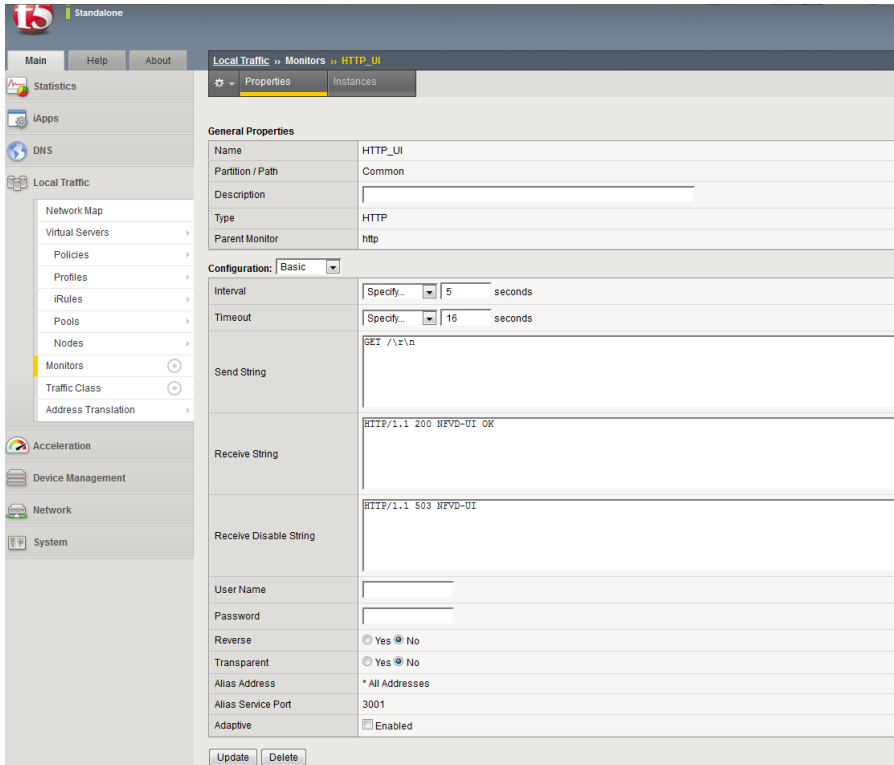 f5
Standalone
Main Help About
Local Traffic ›› Monitors ›› HTTP_UI
Properties Instances
Statistics
iApps
DNS
Local Traffic
Network Map
Virtual Servers
Policies
Profiles
iRules
Pools
Nodes
Monitors
Traffic Class
Address Translation
Acceleration
Device Management
Network
System
General Properties
Name HTTP_UI
Partition / Path Common
Description
Type HTTP
Parent Monitor http
Configuration: Basic
Interval Specify... 5 seconds
Timeout Specify... 16 seconds
Send String GET /\r\n
Receive String HTTP/1.1 200 NFVD-UI OK
Receive Disable String HTTP/1.1 503 NFVD-UI
User Name
Password
Reverse Yes No
Transparent Yes No
Alias Address * All Addresses
Alias Service Port 3001
Adaptive Enabled
Update Delete